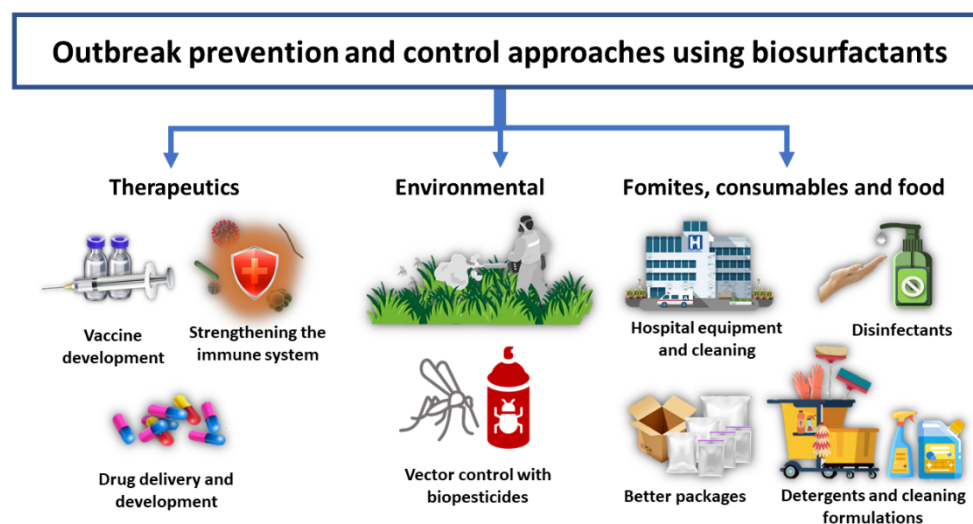 Outbreak prevention and control approaches using biosurfactants
Therapeutics
Environmental
Fomites, consumables and food
Vaccine
development
Strengthening the
immune system
Drug delivery and
development
Vector control with
biopesticides
H
Hospital equipment
and cleaning
Disinfectants
Better packages
Detergents and cleaning
formulations